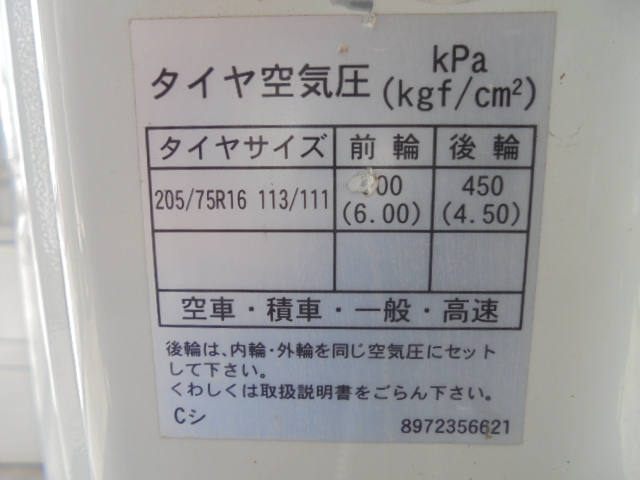 タイヤ空気圧 kPa
(kgf/cm²)
タイヤサイズ 前輪 後輪
205/75R16 113/111 00 450
(6.00) (4.50)
空車・積車・一般・高速
後輪は、内輪・外輪を同じ空気圧にセット
して下さい。
くわしくは取扱説明書をごらん下さい。
Cシ 8972356621